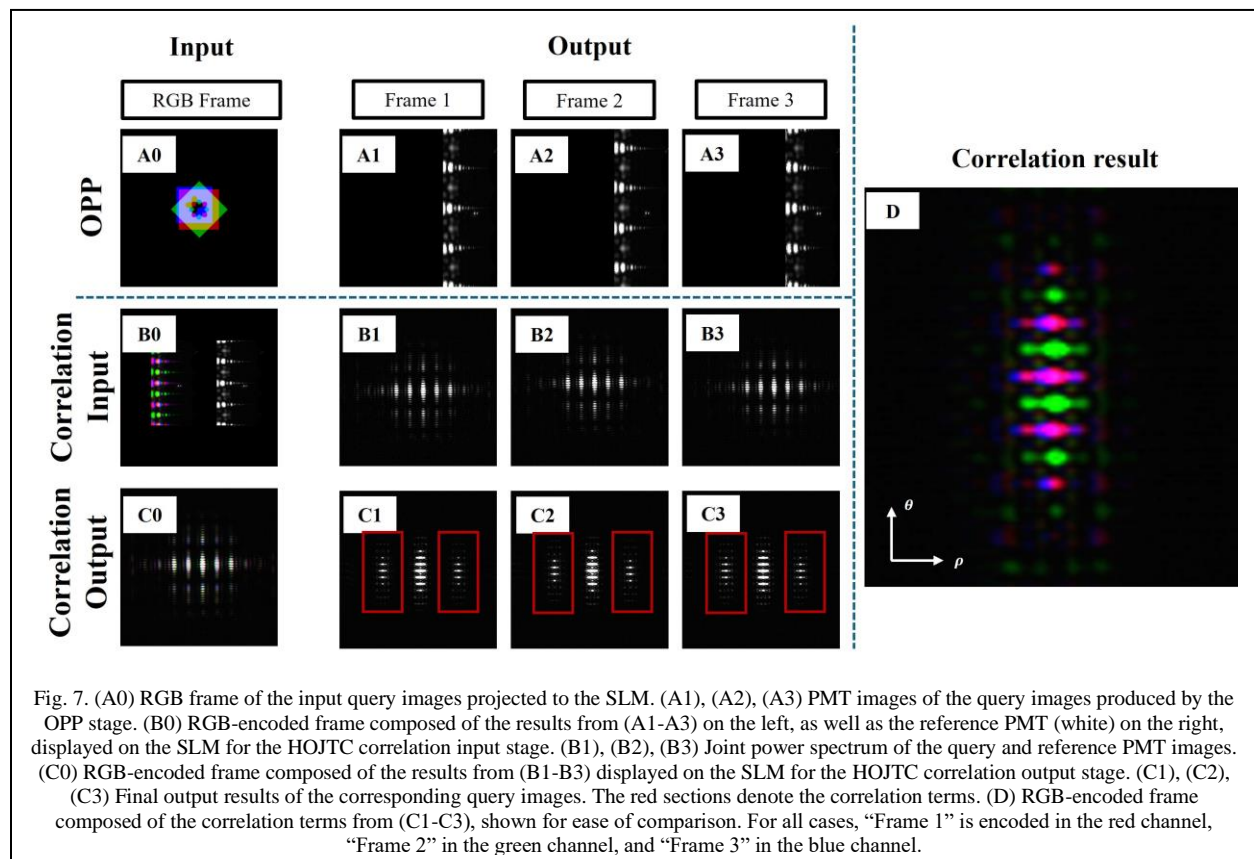 Input
Output
RGB Frame
Frame 1
Frame 2
Frame 3
OPP
A0
A1
A2
A3
Correlation result
D
Correlation
Input
B0
B1
B2
B3
Correlation
Output
C0
C1
C2
C3
θ
ρ
Fig. 7. (A0) RGB frame of the input query images projected to the SLM. (A1), (A2), (A3) PMT images of the query images produced by the
OPP stage. (B0) RGB-encoded frame composed of the results from (A1-A3) on the left, as well as the reference PMT (white) on the right,
displayed on the SLM for the HOJTC correlation input stage. (B1), (B2), (B3) Joint power spectrum of the query and reference PMT images.
(C0) RGB-encoded frame composed of the results from (B1-B3) displayed on the SLM for the HOJTC correlation output stage. (C1), (C2),
(C3) Final output results of the corresponding query images. The red sections denote the correlation terms. (D) RGB-encoded frame
composed of the correlation terms from (C1-C3), shown for ease of comparison. For all cases, “Frame 1” is encoded in the red channel,
“Frame 2” in the green channel, and “Frame 3” in the blue channel.